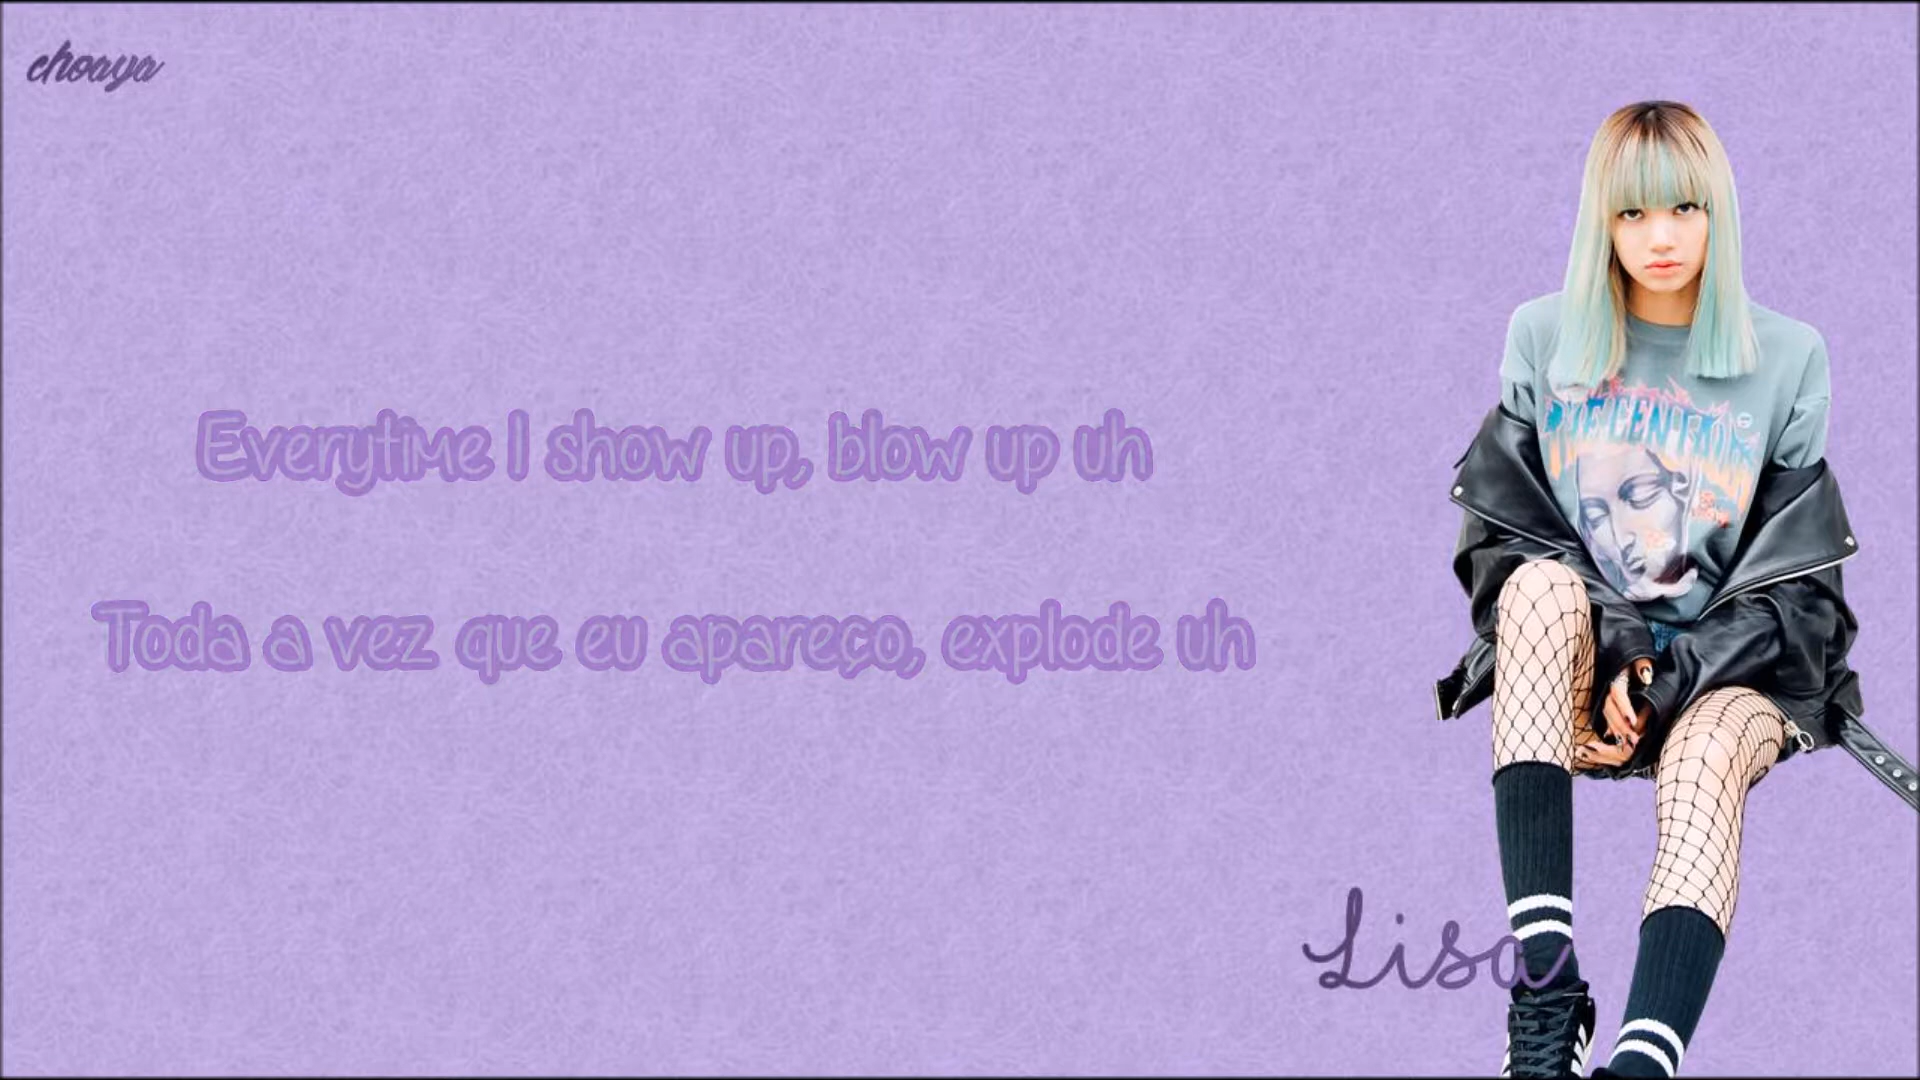 choaya
Everytime I show up, blow up uh
Toda a vez que eu apareço, explode uh
Lisa